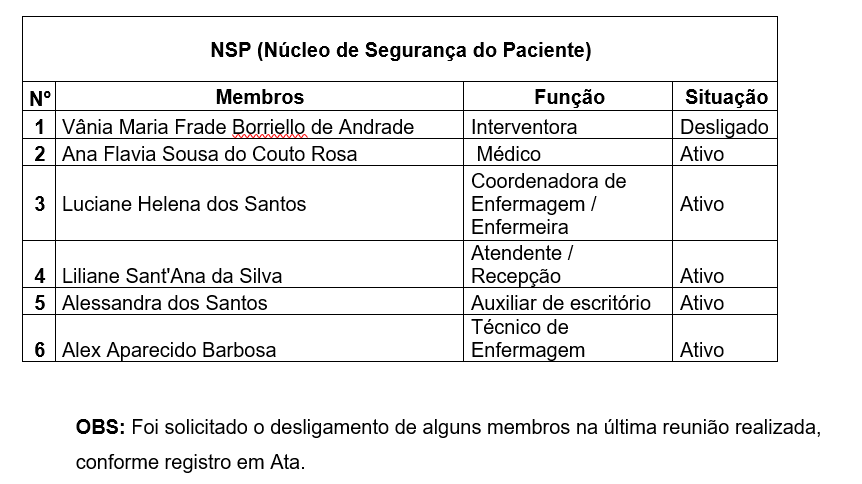 NSP (Núcleo de Segurança do Paciente)
Nº Membros Função Situação
1 Vânia Maria Frade Borriello de Andrade Interventora Desligado
2 Ana Flavia Sousa do Couto Rosa Médico Ativo
3 Luciane Helena dos Santos Coordenadora de Enfermagem / Enfermeira Ativo
4 Liliane Sant'Ana da Silva Atendente / Recepção Ativo
5 Alessandra dos Santos Auxiliar de escritório Ativo
6 Alex Aparecido Barbosa Técnico de Enfermagem Ativo
OBS: Foi solicitado o desligamento de alguns membros na última reunião realizada,
conforme registro em Ata.